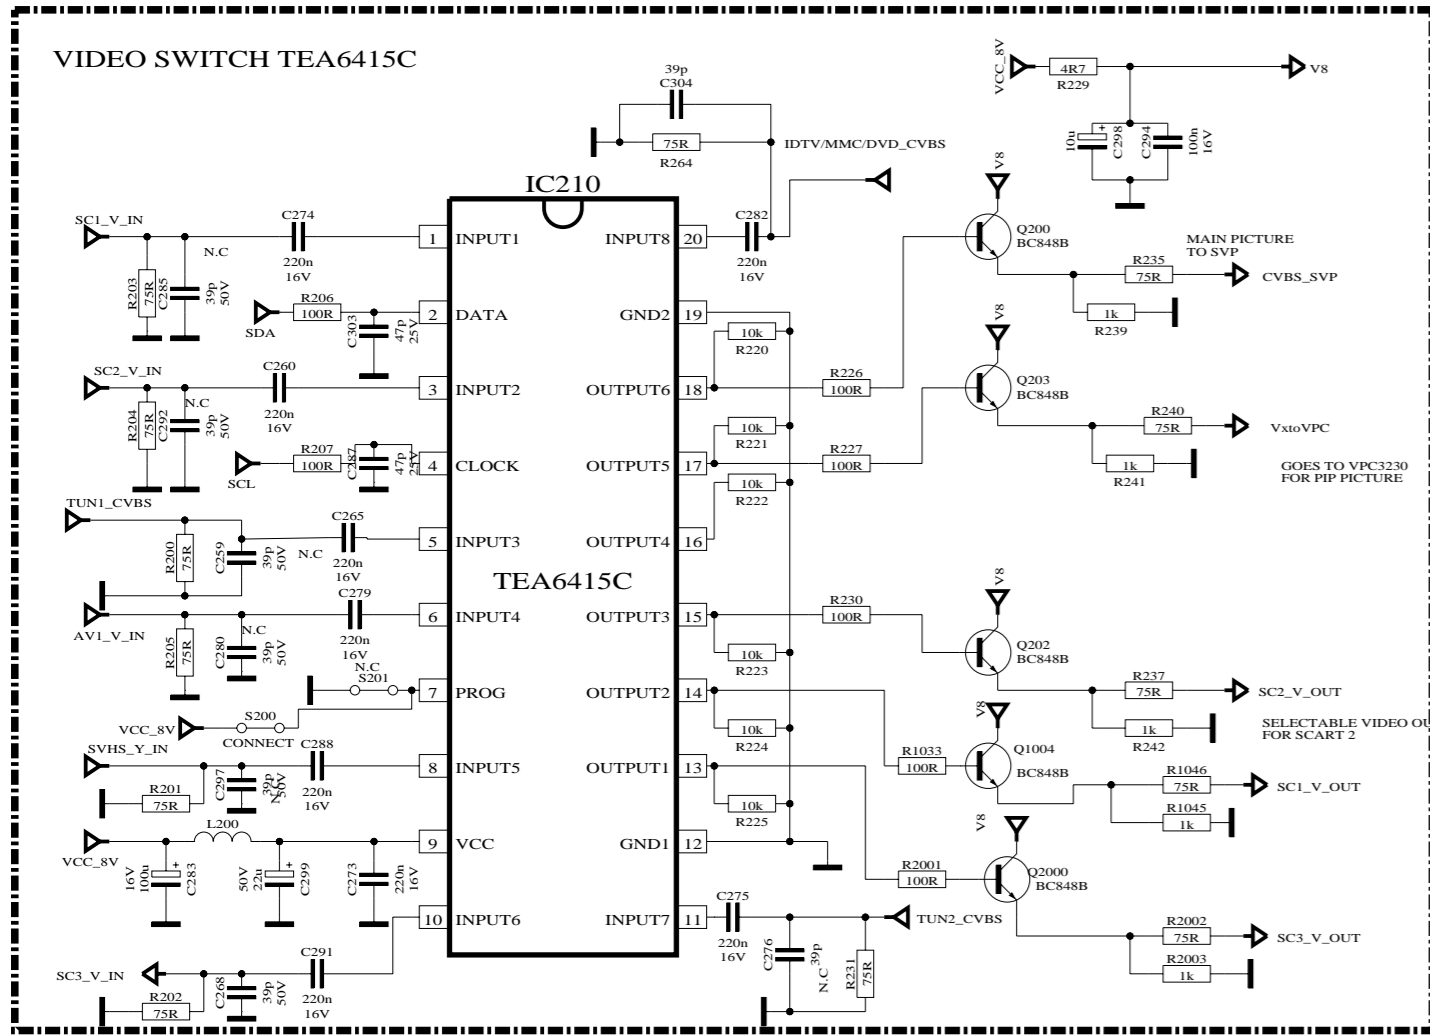 VIDEO SWITCH TEA6415C
39p
C304
75R
R264
IDTV/MMC/DVD_CVBS
VCC_8V
4R7
R229
V8
10u
+
C298
C294
100n
16V
IC210
TEA6415C
SC1_V_IN
R203
75R
C285
39p
50V
N.C
C274
220n
16V
1
INPUT1
SDA
R206
100R
C303
47p
25V
2
DATA
SC2_V_IN
R204
75R
C292
39p
50V
N.C
C260
220n
16V
3
INPUT2
SCL
R207
100R
C287
47p
25V
4
CLOCK
TUN1_CVBS
R200
75R
C259
39p
50V
N.C
C265
220n
16V
5
INPUT3
AV1_V_IN
R205
75R
C280
39p
50V
N.C
C279
220n
16V
6
INPUT4
N.C
S201
VCC_8V
S200
CONNECT
7
PROG
SVHS_Y_IN
R201
75R
C297
39p
50V
N.C
C288
220n
16V
8
INPUT5
VCC_8V
L200
16V
100u
+
C283
50V
22u
+
C299
C273
220n
16V
9
VCC
SC3_V_IN
R202
75R
C268
39p
50V
C291
220n
16V
10
INPUT6
INPUT8
20
C282
220n
16V
GND2
19
10k
R220
OUTPUT6
18
R226
100R
10k
R221
OUTPUT5
17
R227
100R
10k
R222
OUTPUT4
16
OUTPUT3
15
R230
100R
10k
R223
OUTPUT2
14
10k
R224
OUTPUT1
13
10k
R225
GND1
12
INPUT7
11
C275
220n
16V
C276
39p
N.C
R231
75R
TUN2_CVBS
V8
Q200
BC848B
MAIN PICTURE
TO SVP
R235
75R
CVBS_SVP
1k
R239
V8
Q203
BC848B
R240
75R
VxtoVPC
1k
R241
GOES TO VPC3230
FOR PIP PICTURE
V8
Q202
BC848B
R237
75R
SC2_V_OUT
1k
R242
SELECTABLE VIDEO OU
FOR SCART 2
V8
R1033
100R
Q1004
BC848B
R1046
75R
SC1_V_OUT
R1045
1k
V8
R2001
100R
Q2000
BC848B
R2002
75R
SC3_V_OUT
R2003
1k